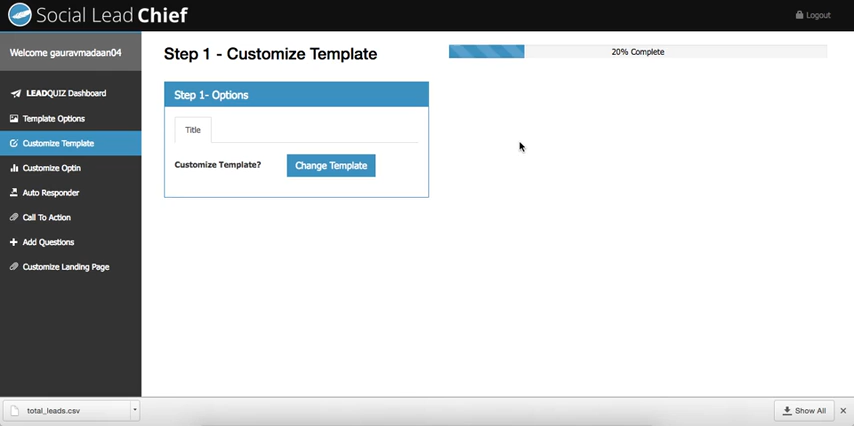 Social Lead Chief
Logout
Welcome gauravmadaan04
LEADQUIZ Dashboard
Template Options
Customize Template
Customize Optin
Auto Responder
Call To Action
Add Questions
Customize Landing Page
Step 1 - Customize Template
20% Complete
Step 1- Options
Title
Customize Template?
Change Template
total_leads.csv
Show All